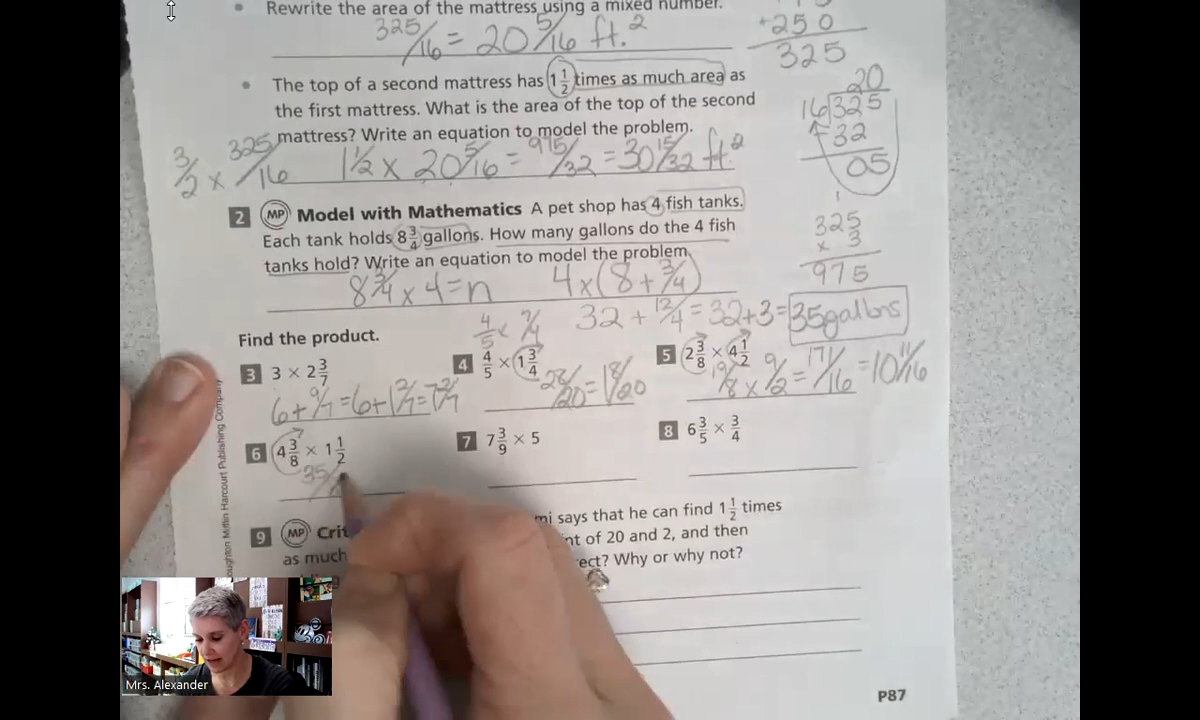 Rewrite the area of the mattress using a mixed number.
325/16 = 20 5/16 ft.²
+250
325
The top of a second mattress has 1 1/2 times as much area as
the first mattress. What is the area of the top of the second
mattress? Write an equation to model the problem.
3/2 x 325/16 1 1/2 x 20 5/16 = 975/32 = 30 15/32 ft²
20
16 325
32
05
325
x 3
975
2 MP Model with Mathematics A pet shop has 4 fish tanks.
Each tank holds 8 3/4 gallons. How many gallons do the 4 fish
tanks hold? Write an equation to model the problem.
8 3/4 x 4 = n 4 x (8 + 3/4)
32 + 12/4 = 32+3 = 35 gallons
Find the product.
4/5 x 7/4
3 3 × 2 3/7
6 + 9/7 = 6 + 1 2/7 = 7 2/7
4 4/5 × 1 3/4
28/20 = 1 8/20
5 2 3/8 × 4 1/2
19/8 x 9/2 = 171/16 = 10 11/16
6 4 3/8 × 1 1/2
35/
7 7 3/9 × 5
8 6 3/5 × 3/4
9 MP Crit
mi says that he can find 1 1/2 times
as much
nt of 20 and 2, and then
ect? Why or why not?
oughton Mifflin Harcourt Publishing Company
P87
Mrs. Alexander